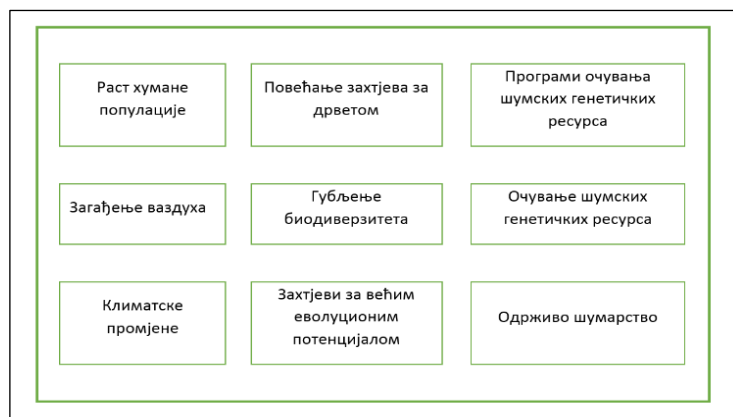 Раст хумане
популације
Повећање захтјева за
дрветом
Програми очувања
шумских генетичких
ресурса
Загађење ваздуха
Губљење
биодиверзитета
Очување шумских
генетичких ресурса
Климатске
промјене
Захтјеви за већим
еволуционим
потенцијалом
Одрживо шумарство